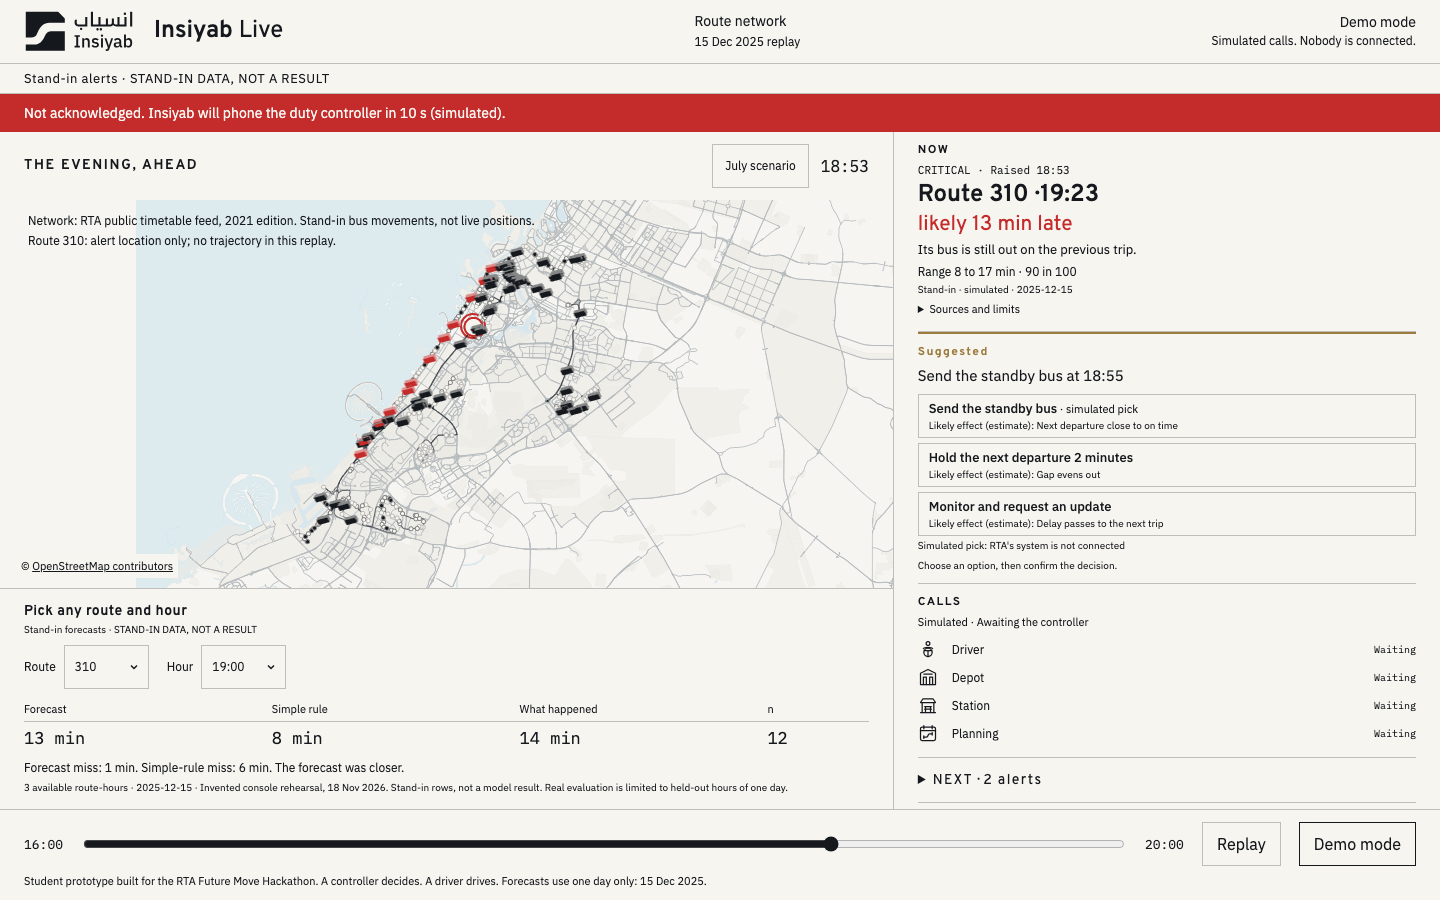 انسياب
Insiyab
Insiyab Live
Route network
15 Dec 2025 replay
Demo mode
Simulated calls. Nobody is connected.
Stand-in alerts · STAND-IN DATA, NOT A RESULT
Not acknowledged. Insiyab will phone the duty controller in 10 s (simulated).
THE EVENING, AHEAD
July scenario
18:53
Network: RTA public timetable feed, 2021 edition. Stand-in bus movements, not live positions.
Route 310: alert location only; no trajectory in this replay.
© OpenStreetMap contributors
Pick any route and hour
Stand-in forecasts · STAND-IN DATA, NOT A RESULT
Route 310 Hour 19:00
Forecast Simple rule What happened n
13 min 8 min 14 min 12
Forecast miss: 1 min. Simple-rule miss: 6 min. The forecast was closer.
3 available route-hours · 2025-12-15 · Invented console rehearsal, 18 Nov 2026. Stand-in rows, not a model result. Real evaluation is limited to held-out hours of one day.
NOW
CRITICAL · Raised 18:53
Route 310 ·19:23
likely 13 min late
Its bus is still out on the previous trip.
Range 8 to 17 min · 90 in 100
Stand-in · simulated · 2025-12-15
Sources and limits
Suggested
Send the standby bus at 18:55
Send the standby bus · simulated pick
Likely effect (estimate): Next departure close to on time
Hold the next departure 2 minutes
Likely effect (estimate): Gap evens out
Monitor and request an update
Likely effect (estimate): Delay passes to the next trip
Simulated pick: RTA's system is not connected
Choose an option, then confirm the decision.
CALLS
Simulated · Awaiting the controller
Driver Waiting
Depot Waiting
Station Waiting
Planning Waiting
NEXT · 2 alerts
16:00
20:00
Replay
Demo mode
Student prototype built for the RTA Future Move Hackathon. A controller decides. A driver drives. Forecasts use one day only: 15 Dec 2025.